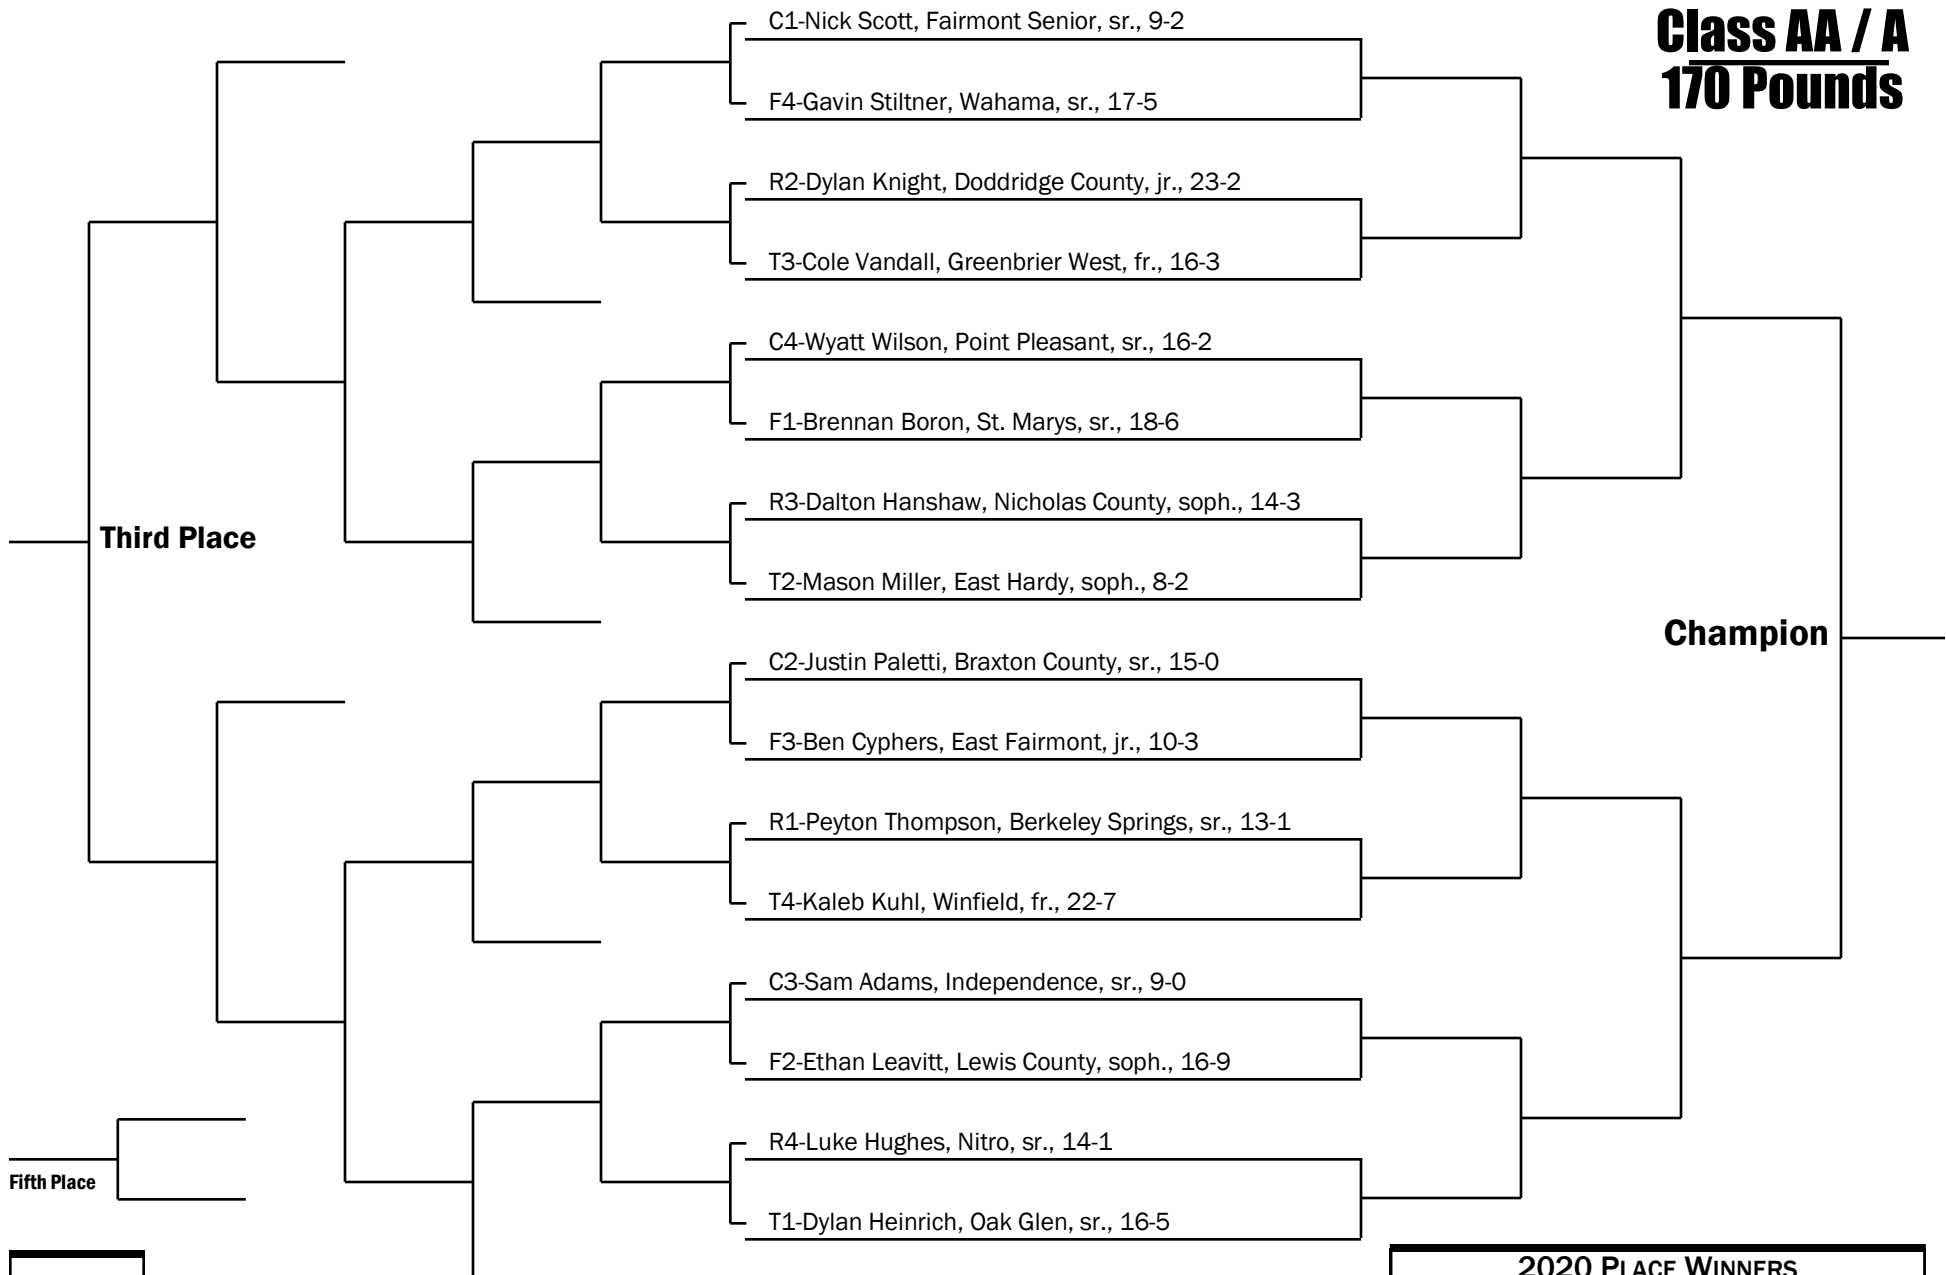 Class AA / A
170 Pounds
C1-Nick Scott, Fairmont Senior, sr., 9-2
F4-Gavin Stiltner, Wahama, sr., 17-5
R2-Dylan Knight, Doddridge County, jr., 23-2
T3-Cole Vandall, Greenbrier West, fr., 16-3
C4-Wyatt Wilson, Point Pleasant, sr., 16-2
F1-Brennan Boron, St. Marys, sr., 18-6
R3-Dalton Hanshaw, Nicholas County, soph., 14-3
Third Place
T2-Mason Miller, East Hardy, soph., 8-2
Champion
C2-Justin Paletti, Braxton County, sr., 15-0
F3-Ben Cyphers, East Fairmont, jr., 10-3
R1-Peyton Thompson, Berkeley Springs, sr., 13-1
T4-Kaleb Kuhl, Winfield, fr., 22-7
C3-Sam Adams, Independence, sr., 9-0
F2-Ethan Leavitt, Lewis County, soph., 16-9
R4-Luke Hughes, Nitro, sr., 14-1
Fifth Place
T1-Dylan Heinrich, Oak Glen, sr., 16-5
2020 PLACE WINNERS